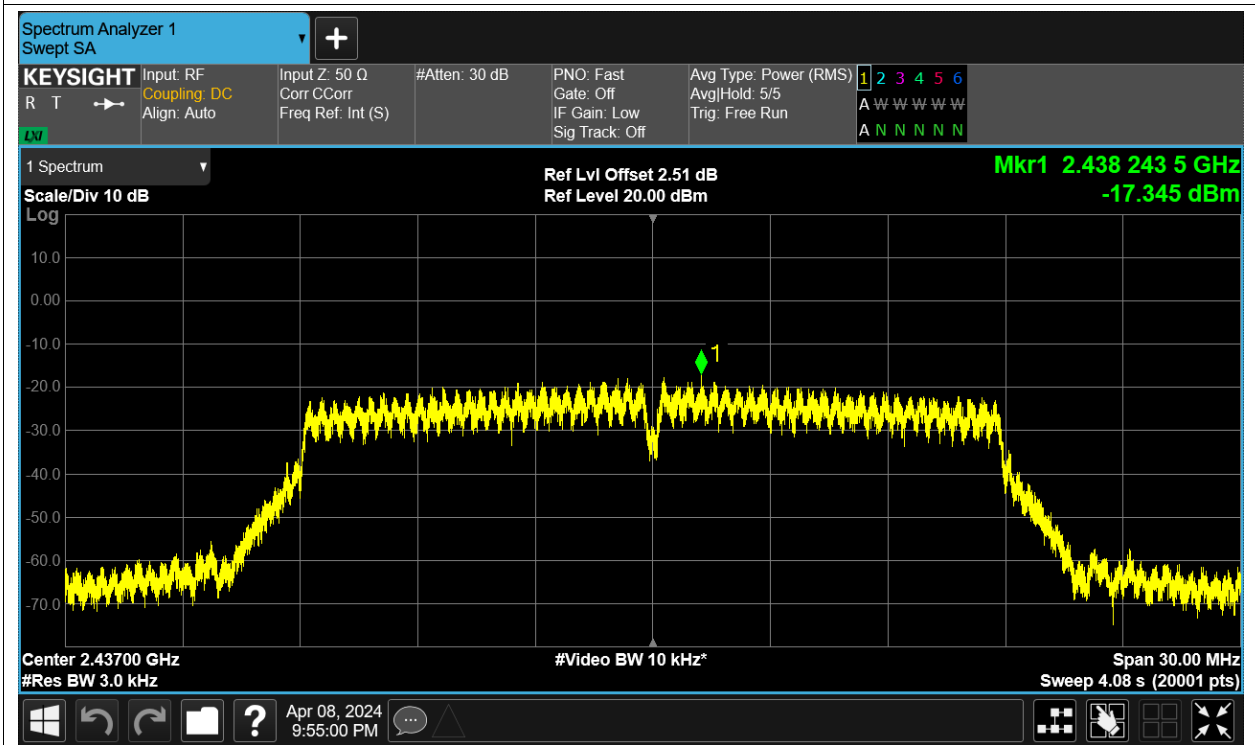 Spectrum Analyzer 1
Swept SA
KEYSIGHT
R T
LXI
Input: RF
Coupling: DC
Align: Auto
Input Z: 50 Ω
Corr CCorr
Freq Ref: Int (S)
#Atten: 30 dB
PNO: Fast
Gate: Off
IF Gain: Low
Sig Track: Off
Avg Type: Power (RMS)
Avg|Hold: 5/5
Trig: Free Run
1 2 3 4 5 6
A W W W W W
A N N N N N
1 Spectrum
Scale/Div 10 dB
Log
Ref Lvl Offset 2.51 dB
Ref Level 20.00 dBm
Mkr1 2.438 243 5 GHz
-17.345 dBm
10.0
0.00
-10.0
-20.0
-30.0
-40.0
-50.0
-60.0
-70.0
1
Center 2.43700 GHz
#Res BW 3.0 kHz
#Video BW 10 kHz*
Span 30.00 MHz
Sweep 4.08 s (20001 pts)
?
Apr 08, 2024
9:55:00 PM